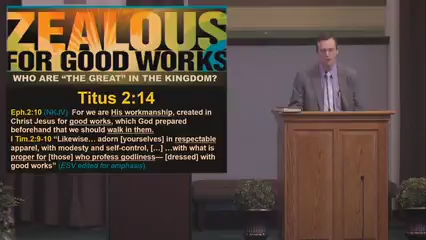 ZEALOUS
FOR GOOD WORKS
WHO ARE "THE GREAT" IN THE KINGDOM?
Titus 2:14
Eph.2:10 (NKJV) For we are His workmanship, created in
Christ Jesus for good works, which God prepared
beforehand that we should walk in them.
I Tim.2:9-10 "Likewise… adorn [yourselves] in respectable
apparel, with modesty and self-control, […] …with what is
proper for [those] who profess godliness— [dressed] with
good works" (ESV edited for emphasis)